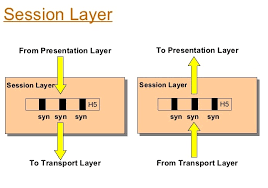 Session Layer
From Presentation Layer
To Presentation Layer
Session Layer
Session Layer
H5
H5
syn syn syn
syn syn syn
To Transport Layer
From Transport Layer